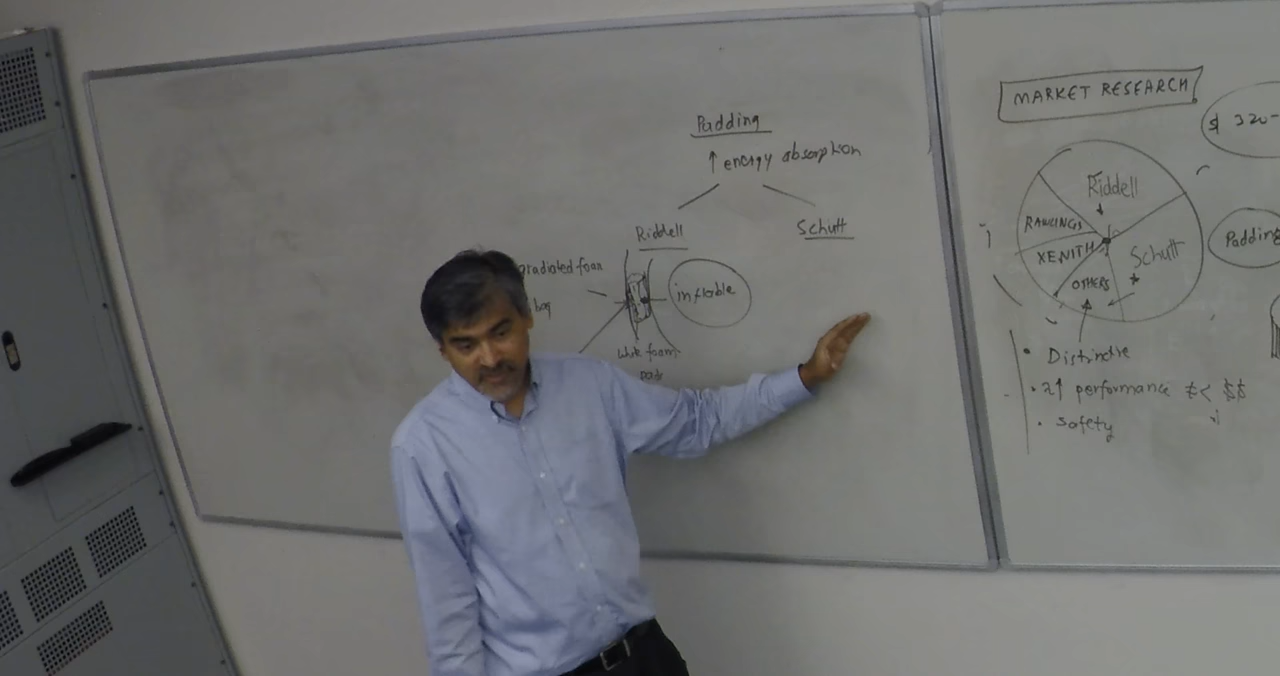 Padding
↑ energy absorption
Riddell
Schutt
radiated foam
bag
inflable
white foam
pads
MARKET RESEARCH
$ 320-
Riddell
RAWLINGS
XENITH
Schutt
OTHERS
Padding
• Distinctive
• ↑ performance
< $$
• safety